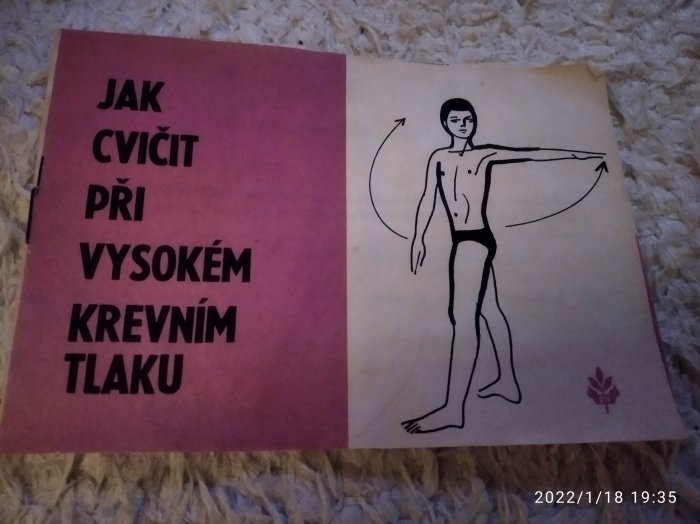 JAK
CVIČIT
PŘI
VYSOKÉM
KREVNÍM
TLAKU
2022/1/18 19:35